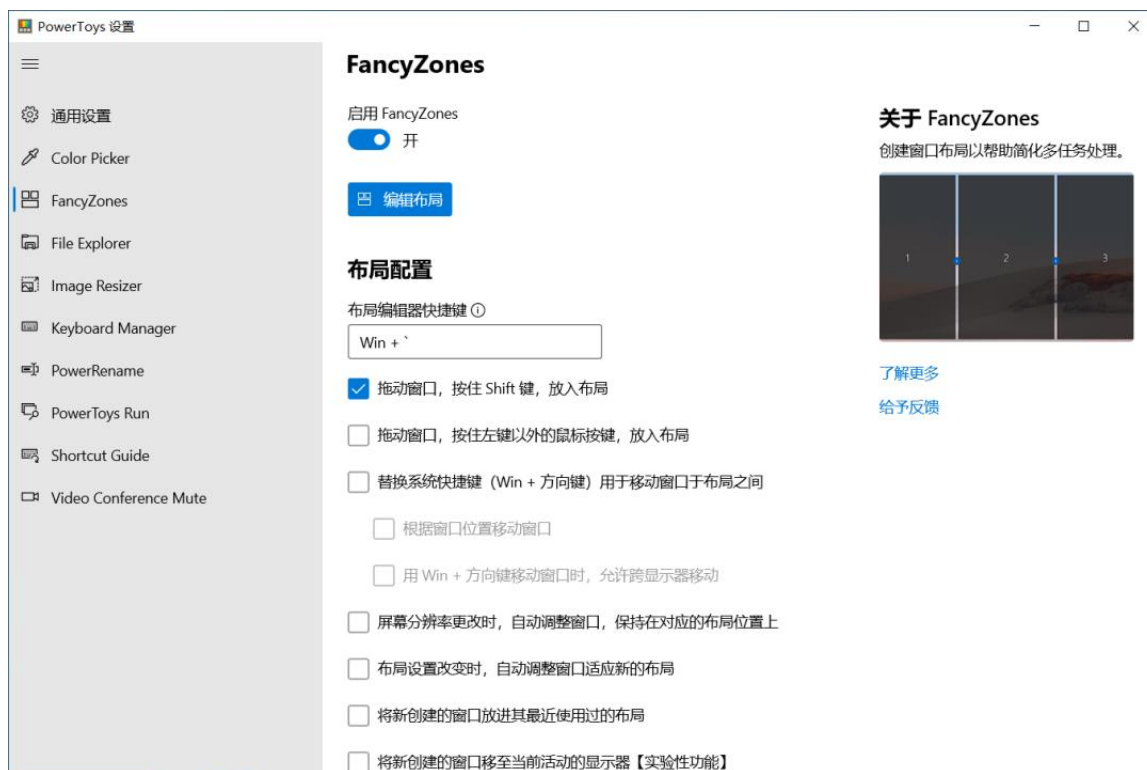 PowerToys 设置
通用设置
Color Picker
FancyZones
File Explorer
Image Resizer
Keyboard Manager
PowerRename
PowerToys Run
Shortcut Guide
Video Conference Mute
FancyZones
启用 FancyZones
开
编辑布局
布局配置
布局编辑器快捷键
Win + `
拖动窗口，按住 Shift 键，放入布局
拖动窗口，按住左键以外的鼠标按键，放入布局
替换系统快捷键（Win + 方向键）用于移动窗口于布局之间
根据窗口位置移动窗口
用 Win + 方向键移动窗口时，允许跨显示器移动
屏幕分辨率更改时，自动调整窗口，保持在对应的布局位置上
布局设置改变时，自动调整窗口适应新的布局
将新创建的窗口放进其最近使用过的布局
将新创建的窗口移至当前活动的显示器【实验性功能】
关于 FancyZones
创建窗口布局以帮助简化多任务处理。
1 2 3
了解更多
给予反馈